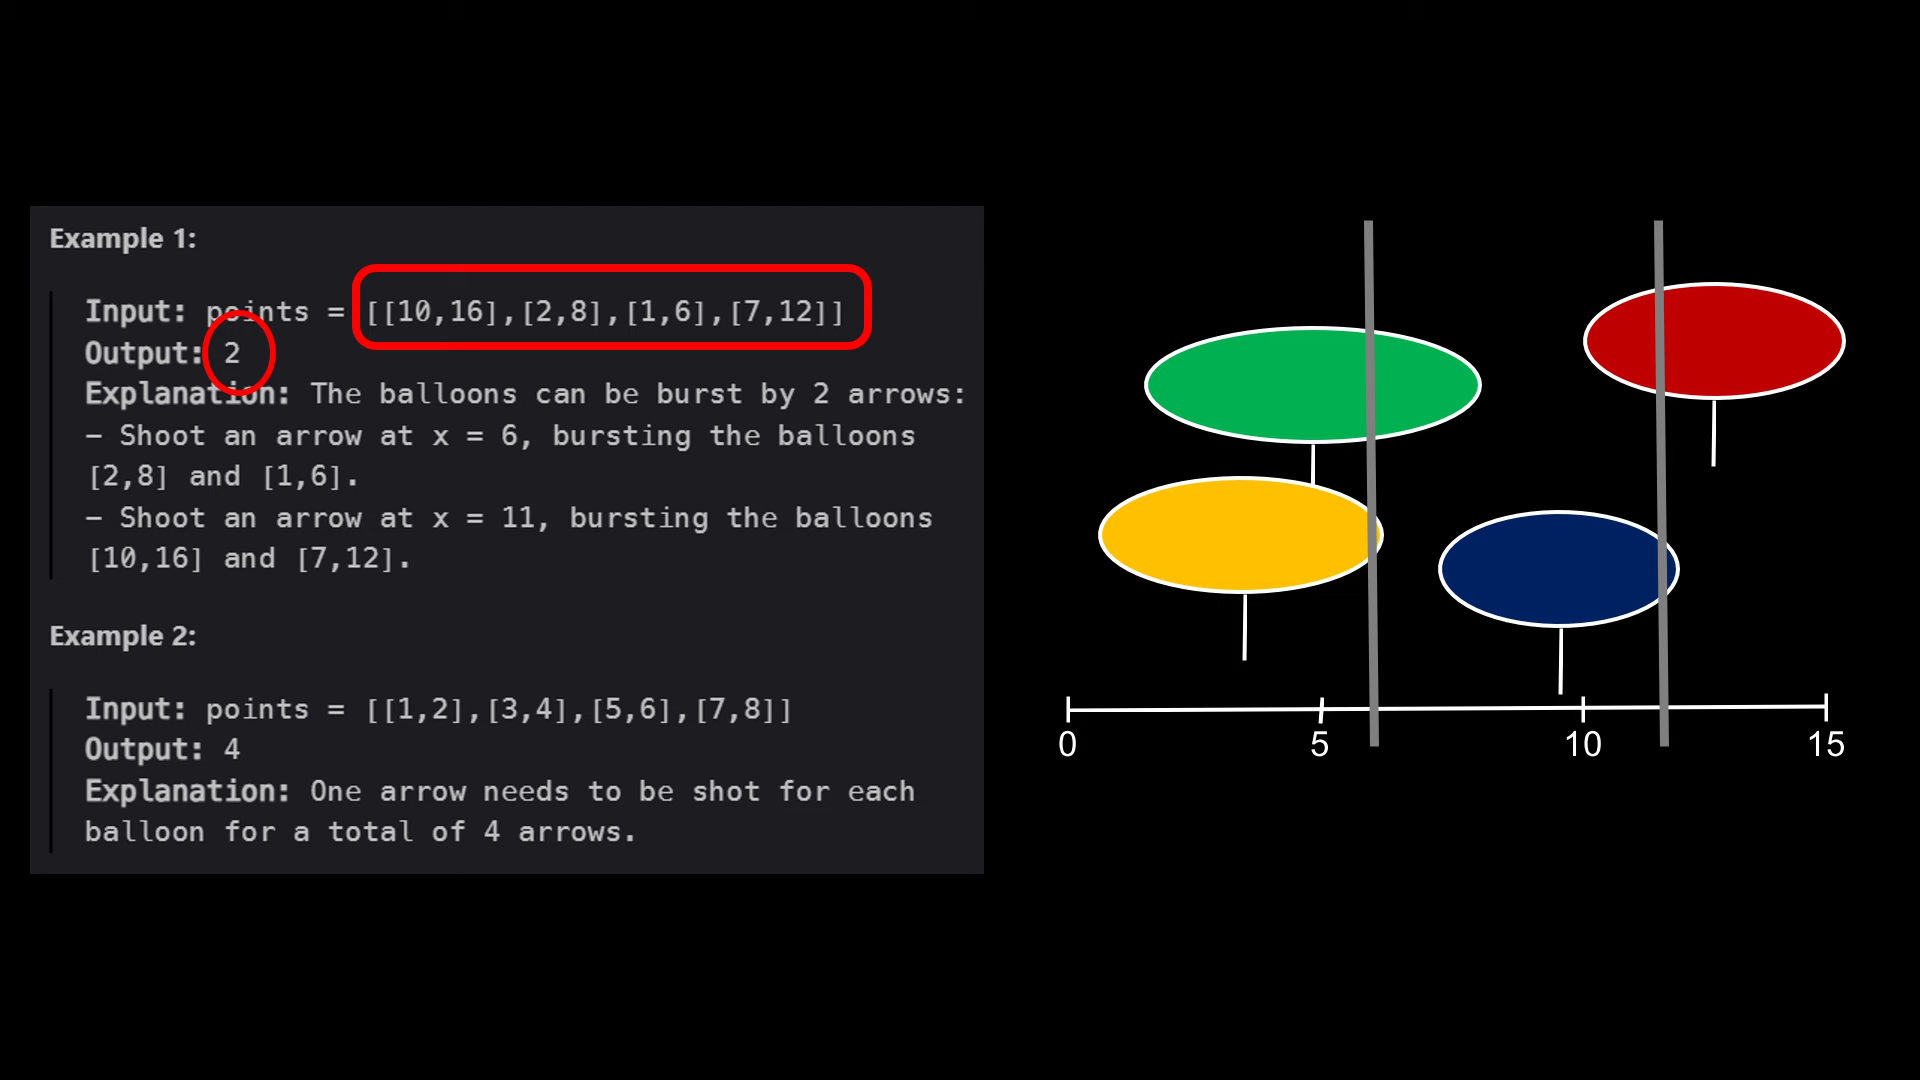 Example 1:
Input: points = [[10,16],[2,8],[1,6],[7,12]]
Output: 2
Explanation: The balloons can be burst by 2 arrows:
– Shoot an arrow at x = 6, bursting the balloons
[2,8] and [1,6].
– Shoot an arrow at x = 11, bursting the balloons
[10,16] and [7,12].
Example 2:
Input: points = [[1,2],[3,4],[5,6],[7,8]]
Output: 4
Explanation: One arrow needs to be shot for each
balloon for a total of 4 arrows.
0 5 10 15